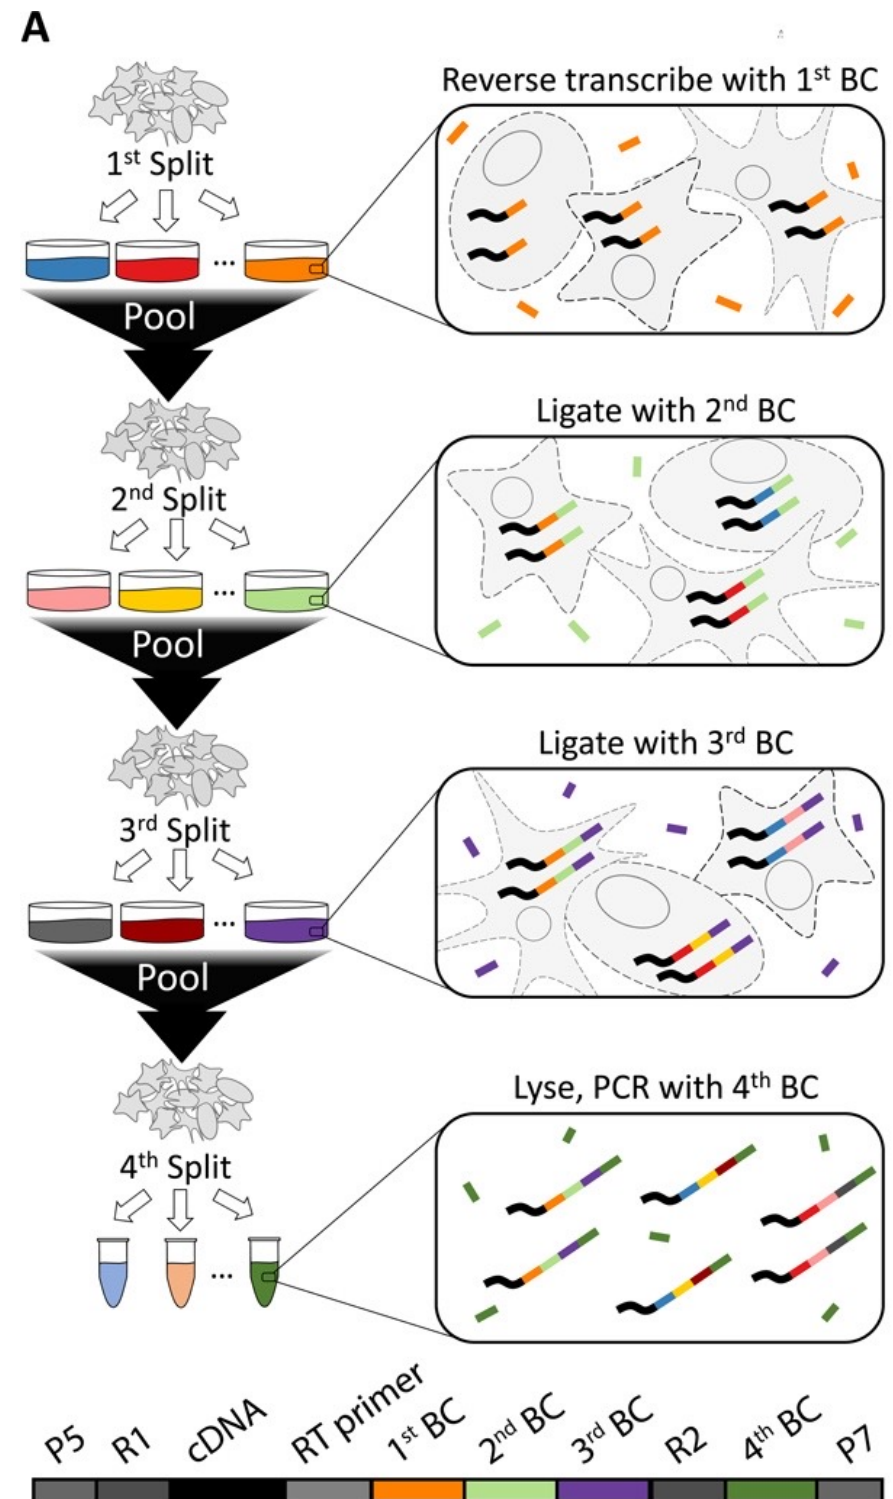 A
Reverse transcribe with 1st BC
1st Split
...
Pool
Ligate with 2nd BC
2nd Split
...
Pool
Ligate with 3rd BC
3rd Split
...
Pool
Lyse, PCR with 4th BC
4th Split
...
P5 R1 cDNA RT primer 1st BC 2nd BC 3rd BC R2 4th BC P7